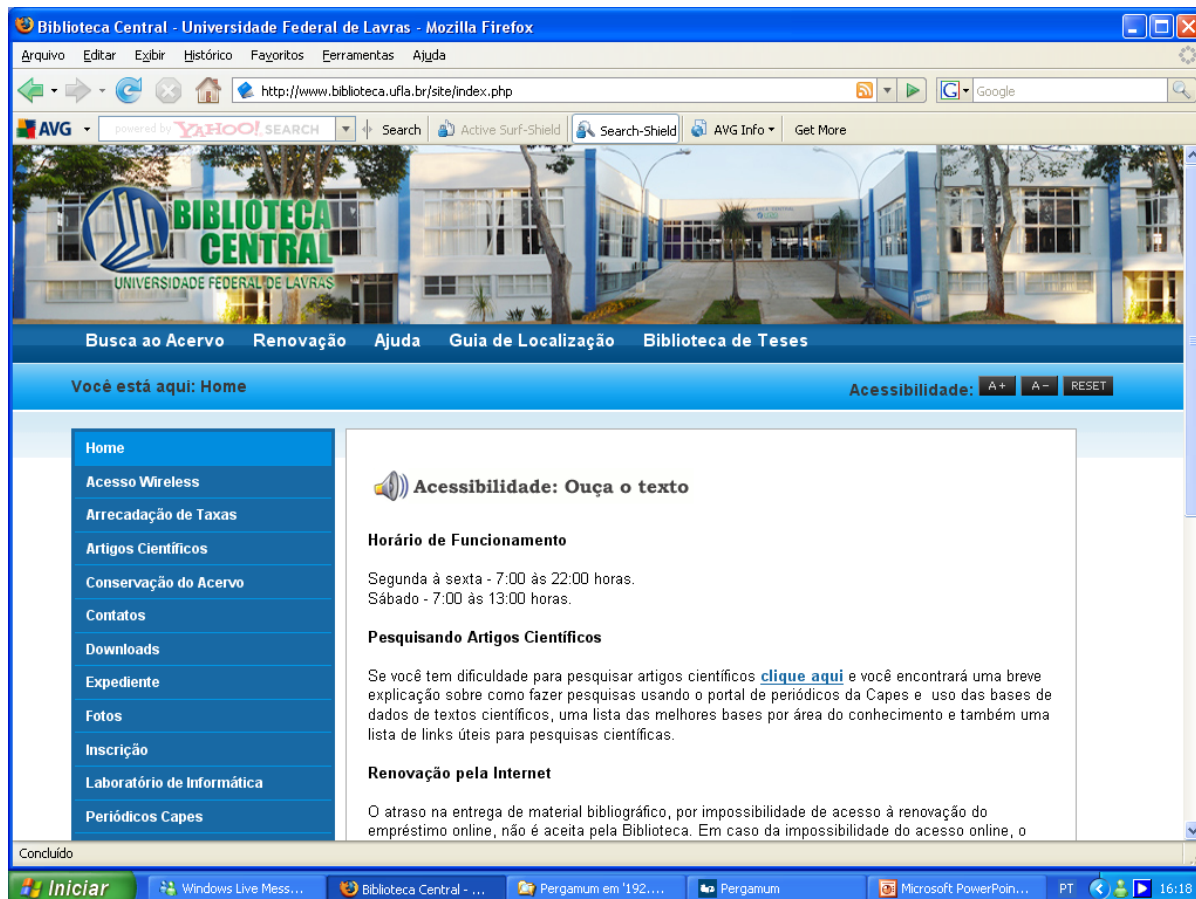 Biblioteca Central - Universidade Federal de Lavras - Mozilla Firefox
Arquivo Editar Exibir Histórico Favoritos Ferramentas Ajuda
http://www.biblioteca.ufla.br/site/index.php
G Google
AVG powered by YAHOO! SEARCH Search Active Surf-Shield Search-Shield AVG Info Get More
BIBLIOTECA
CENTRAL
UNIVERSIDADE FEDERAL DE LAVRAS
Busca ao Acervo Renovação Ajuda Guia de Localização Biblioteca de Teses
Você está aqui: Home Acessibilidade: A+ A- RESET
Home
Acesso Wireless
Arrecadação de Taxas
Artigos Científicos
Conservação do Acervo
Contatos
Downloads
Expediente
Fotos
Inscrição
Laboratório de Informática
Periódicos Capes
Acessibilidade: Ouça o texto
Horário de Funcionamento
Segunda à sexta - 7:00 às 22:00 horas.
Sábado - 7:00 às 13:00 horas.
Pesquisando Artigos Científicos
Se você tem dificuldade para pesquisar artigos científicos clique aqui e você encontrará uma breve
explicação sobre como fazer pesquisas usando o portal de periódicos da Capes e uso das bases de
dados de textos científicos, uma lista das melhores bases por área do conhecimento e também uma
lista de links úteis para pesquisas científicas.
Renovação pela Internet
O atraso na entrega de material bibliográfico, por impossibilidade de acesso à renovação do
empréstimo online, não é aceita pela Biblioteca. Em caso da impossibilidade do acesso online, o
Concluído
Iniciar Windows Live Mess... Biblioteca Central - ... Pergamum em '192.... Pergamum Microsoft PowerPoin... PT 16:18